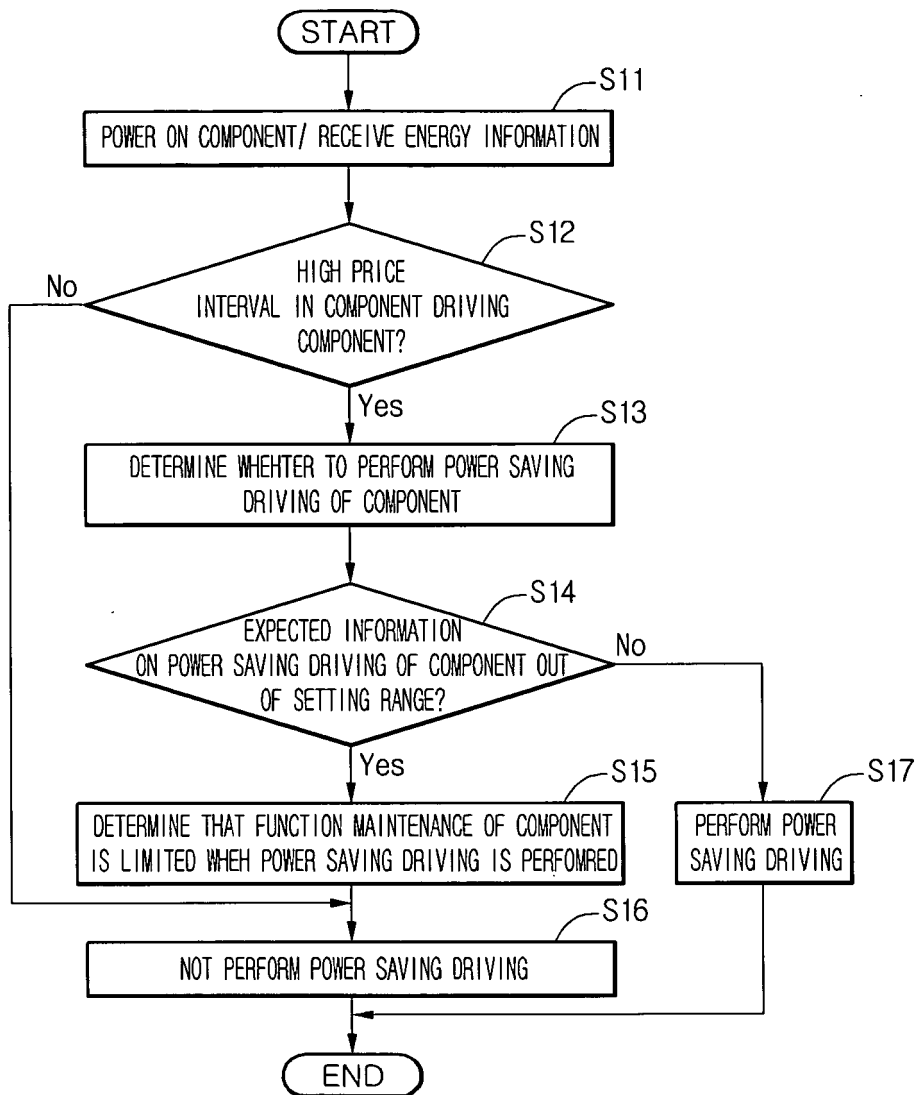 START
S11
POWER ON COMPONENT/ RECEIVE ENERGY INFORMATION
S12
HIGH PRICE
INTERVAL IN COMPONENT DRIVING
COMPONENT?
No
Yes
S13
DETERMINE WHEHTER TO PERFORM POWER SAVING
DRIVING OF COMPONENT
S14
EXPECTED INFORMATION
ON POWER SAVING DRIVING OF COMPONENT OUT
OF SETTING RANGE?
No
Yes
S15
DETERMINE THAT FUNCTION MAINTENANCE OF COMPONENT
IS LIMITED WHEH POWER SAVING DRIVING IS PERFOMRED
S17
PERFORM POWER
SAVING DRIVING
S16
NOT PERFORM POWER SAVING DRIVING
END